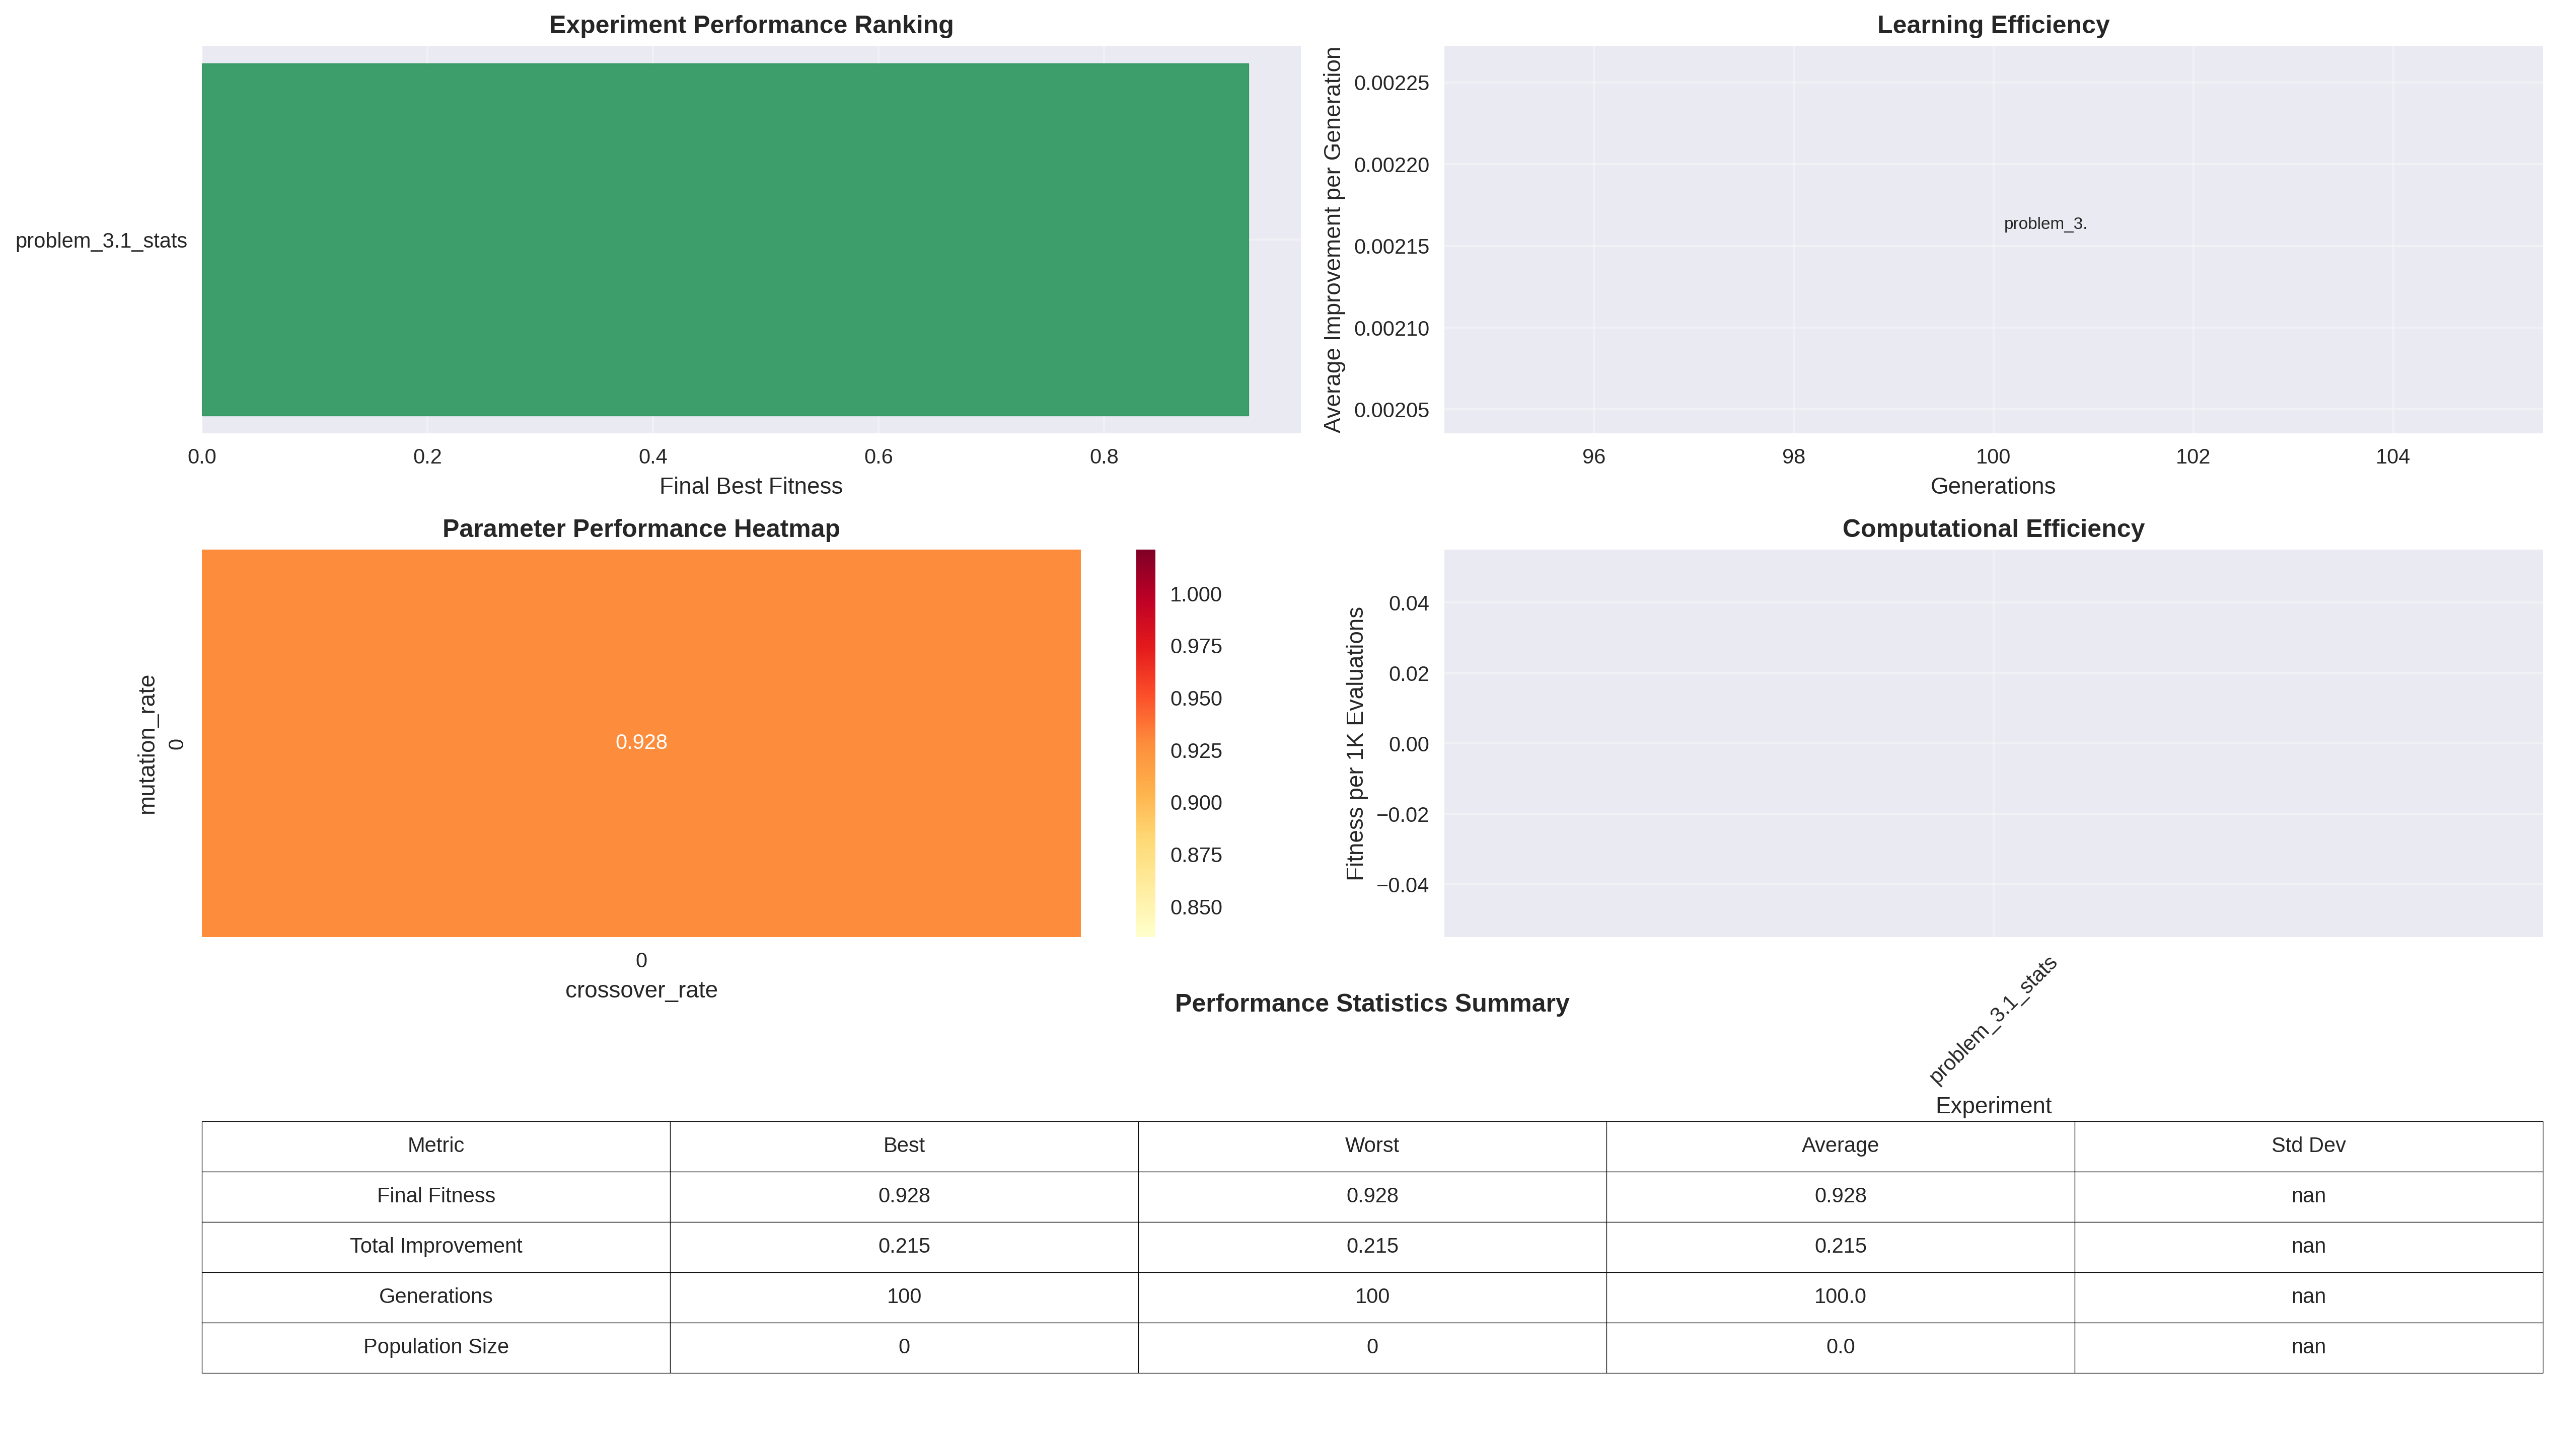 Experiment Performance Ranking
problem_3.1_stats
0.0 0.2 0.4 0.6 0.8
Final Best Fitness
Learning Efficiency
Average Improvement per Generation
0.00225
0.00220
0.00215
0.00210
0.00205
problem_3.
96 98 100 102 104
Generations
Parameter Performance Heatmap
mutation_rate
0
0.928
0
crossover_rate
1.000
0.975
0.950
0.925
0.900
0.875
0.850
Computational Efficiency
Fitness per 1K Evaluations
0.04
0.02
0.00
−0.02
−0.04
problem_3.1_stats
Experiment
Performance Statistics Summary
Metric Best Worst Average Std Dev
Final Fitness 0.928 0.928 0.928 nan
Total Improvement 0.215 0.215 0.215 nan
Generations 100 100 100.0 nan
Population Size 0 0 0.0 nan